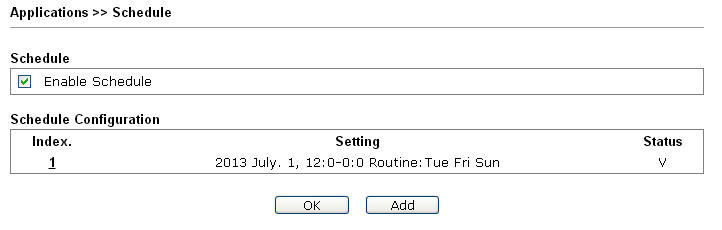 Applications >> Schedule
Schedule
Enable Schedule
Schedule Configuration
Index. Setting Status
1 2013 July. 1, 12:0-0:0 Routine:Tue Fri Sun V
OK Add